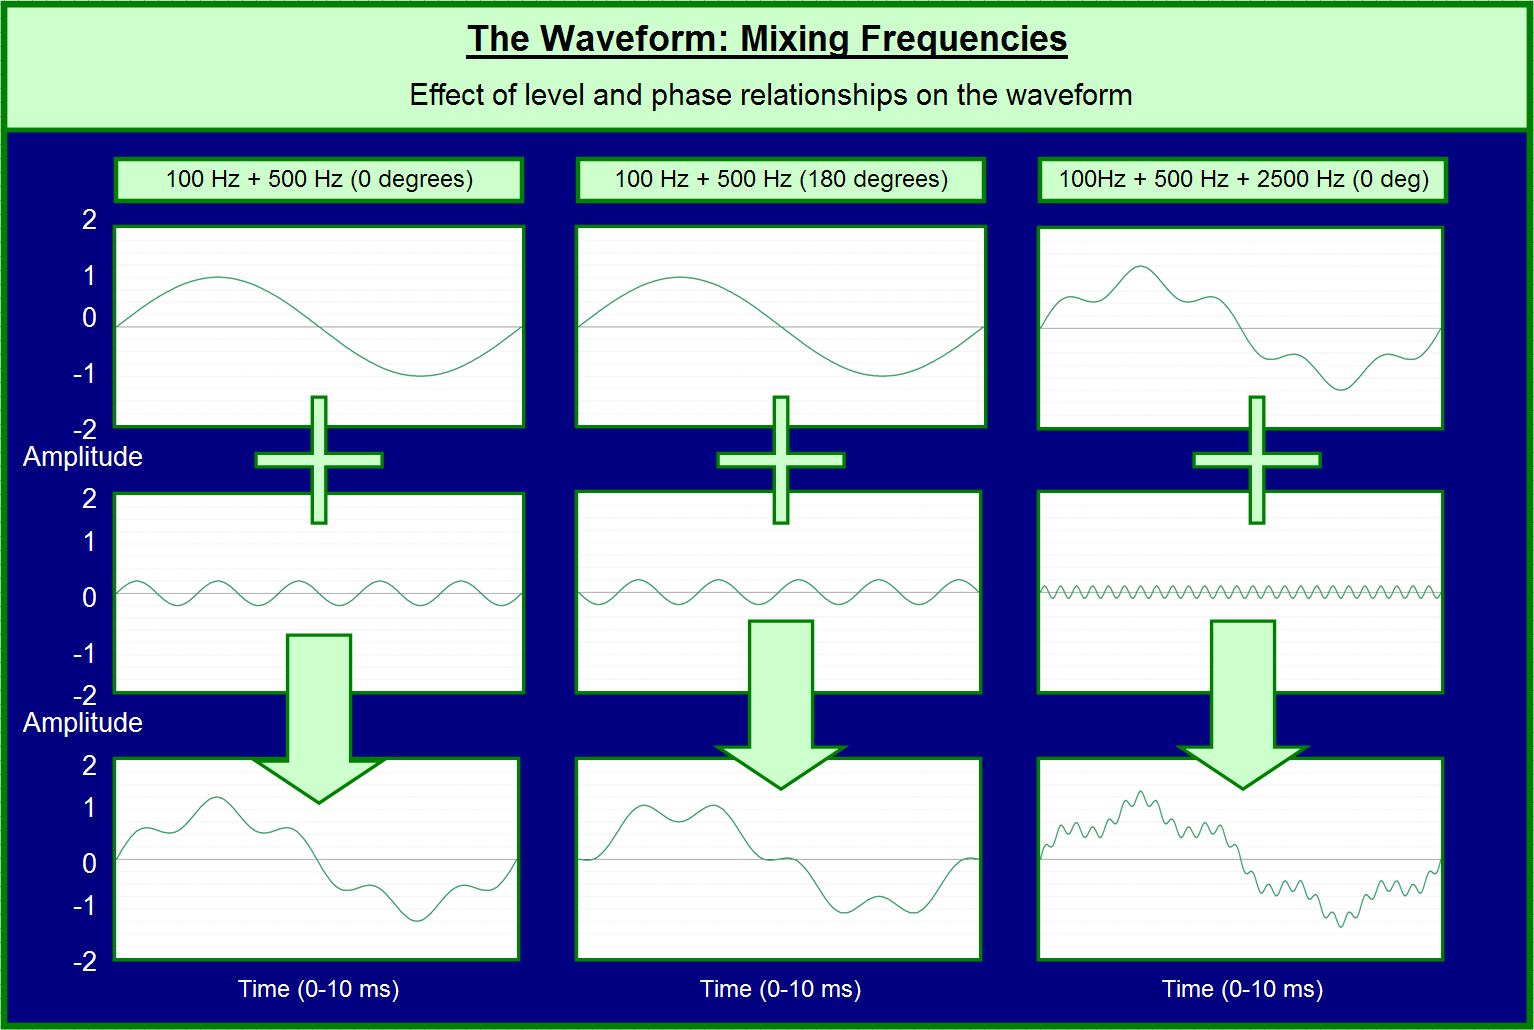 The Waveform: Mixing Frequencies
Effect of level and phase relationships on the waveform
100 Hz + 500 Hz (0 degrees)
100 Hz + 500 Hz (180 degrees)
100Hz + 500 Hz + 2500 Hz (0 deg)
2
1
0
-1
-2
Amplitude
2
1
0
-1
-2
Amplitude
2
1
0
-1
-2
Time (0-10 ms)
Time (0-10 ms)
Time (0-10 ms)